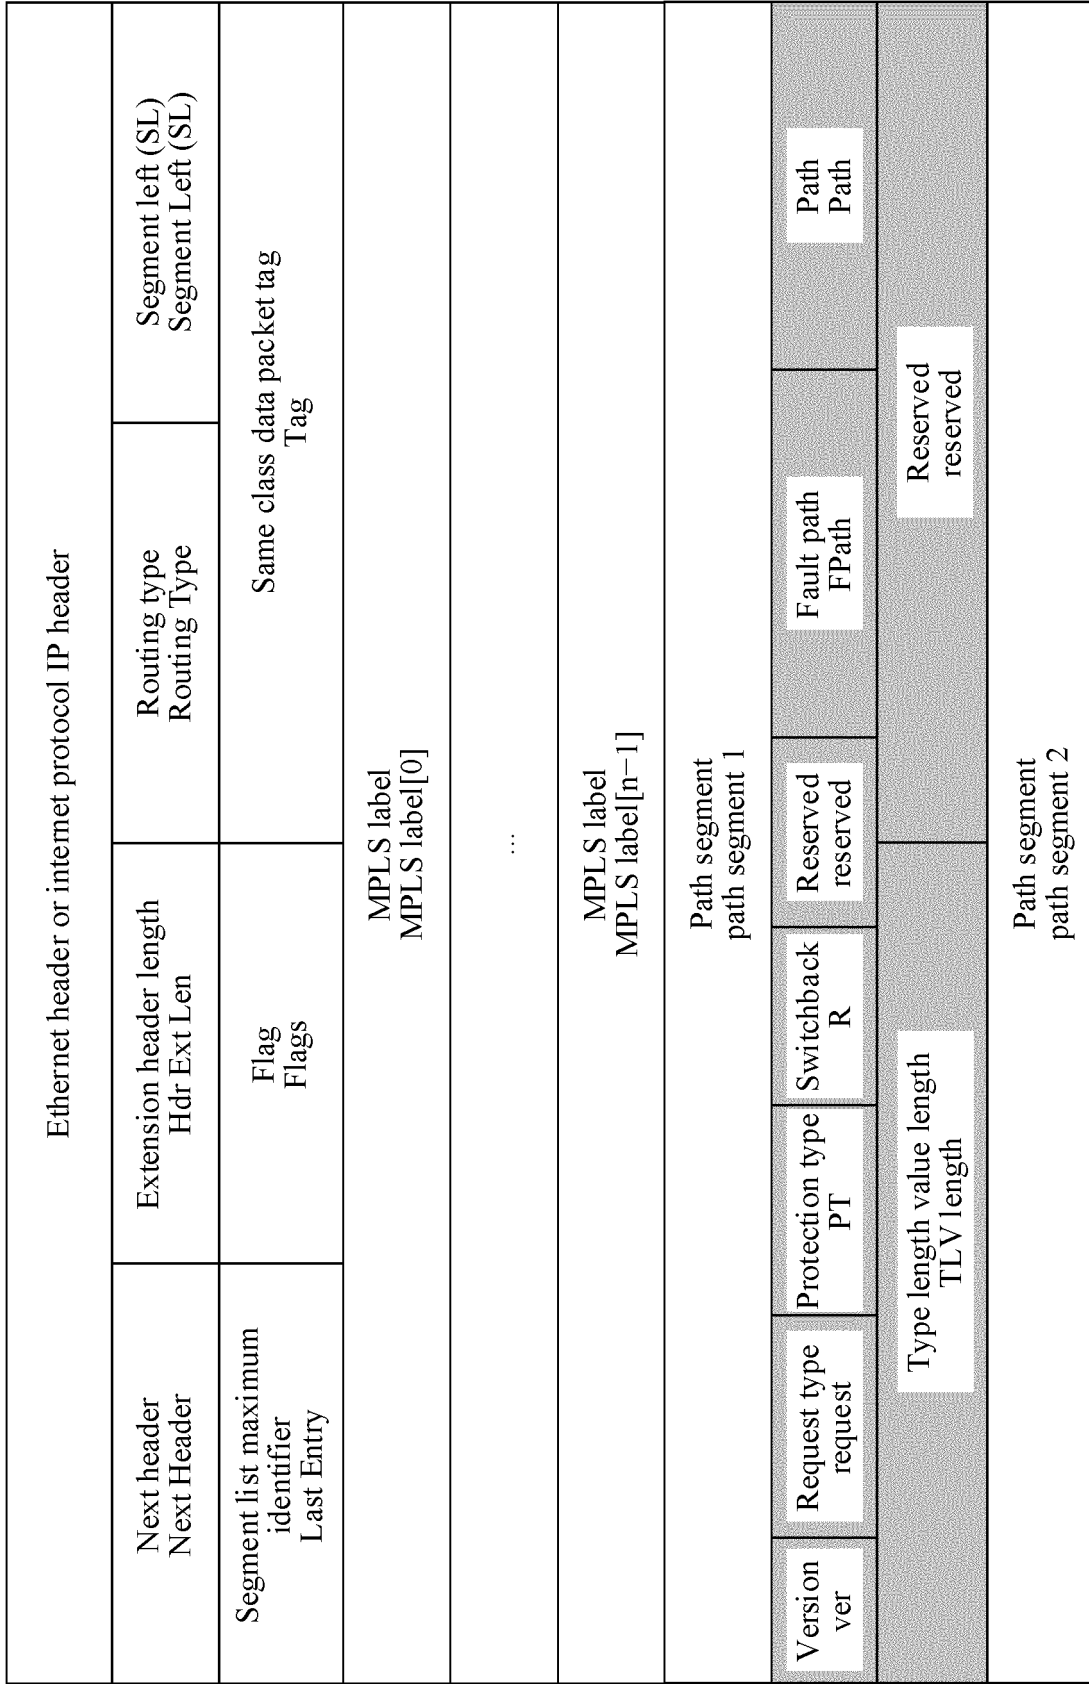 Ethernet header or internet protocol IP header
Next header
Next Header
Extension header length
Hdr Ext Len
Routing type
Routing Type
Segment left (SL)
Segment Left (SL)
Segment list maximum
identifier
Last Entry
Flag
Flags
Same class data packet tag
Tag
MPLS label
MPLS label[0]
...
MPLS label
MPLS label[n−1]
Path segment
path segment 1
Version
ver
Request type
request
Protection type
PT
Switchback
R
Reserved
reserved
Fault path
FPath
Path
Path
Type length value length
TLV length
Reserved
reserved
Path segment
path segment 2